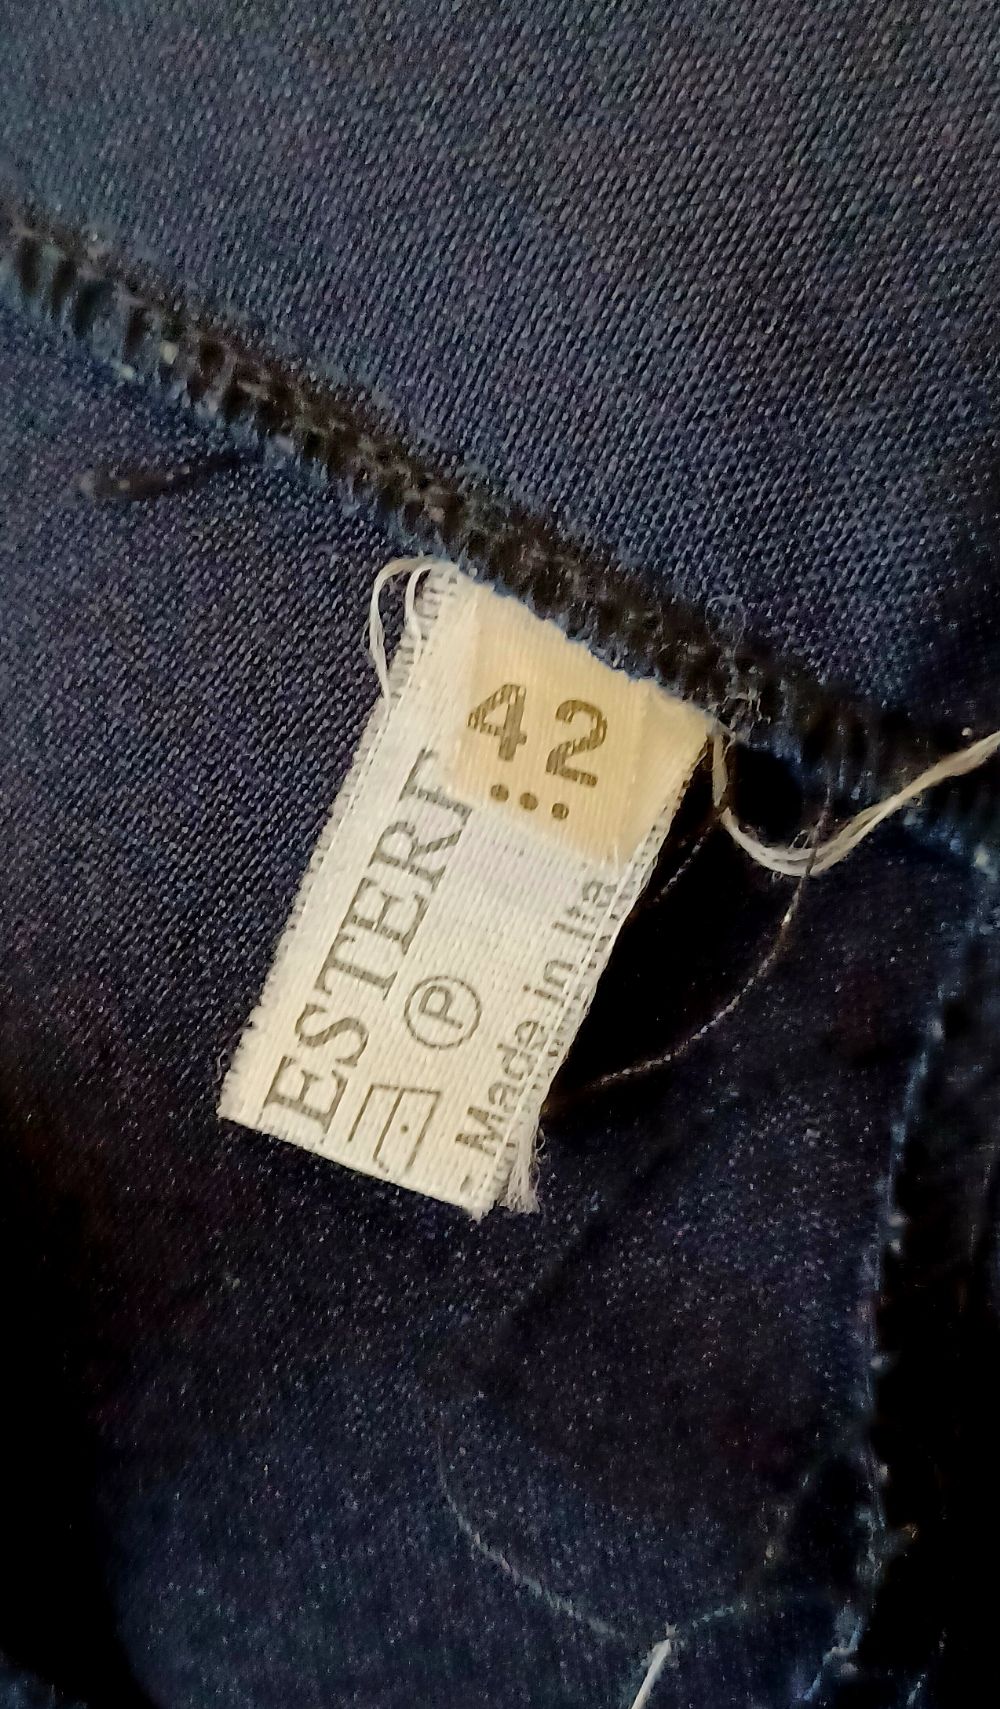 42
ESTERI
P
- Made in Ita